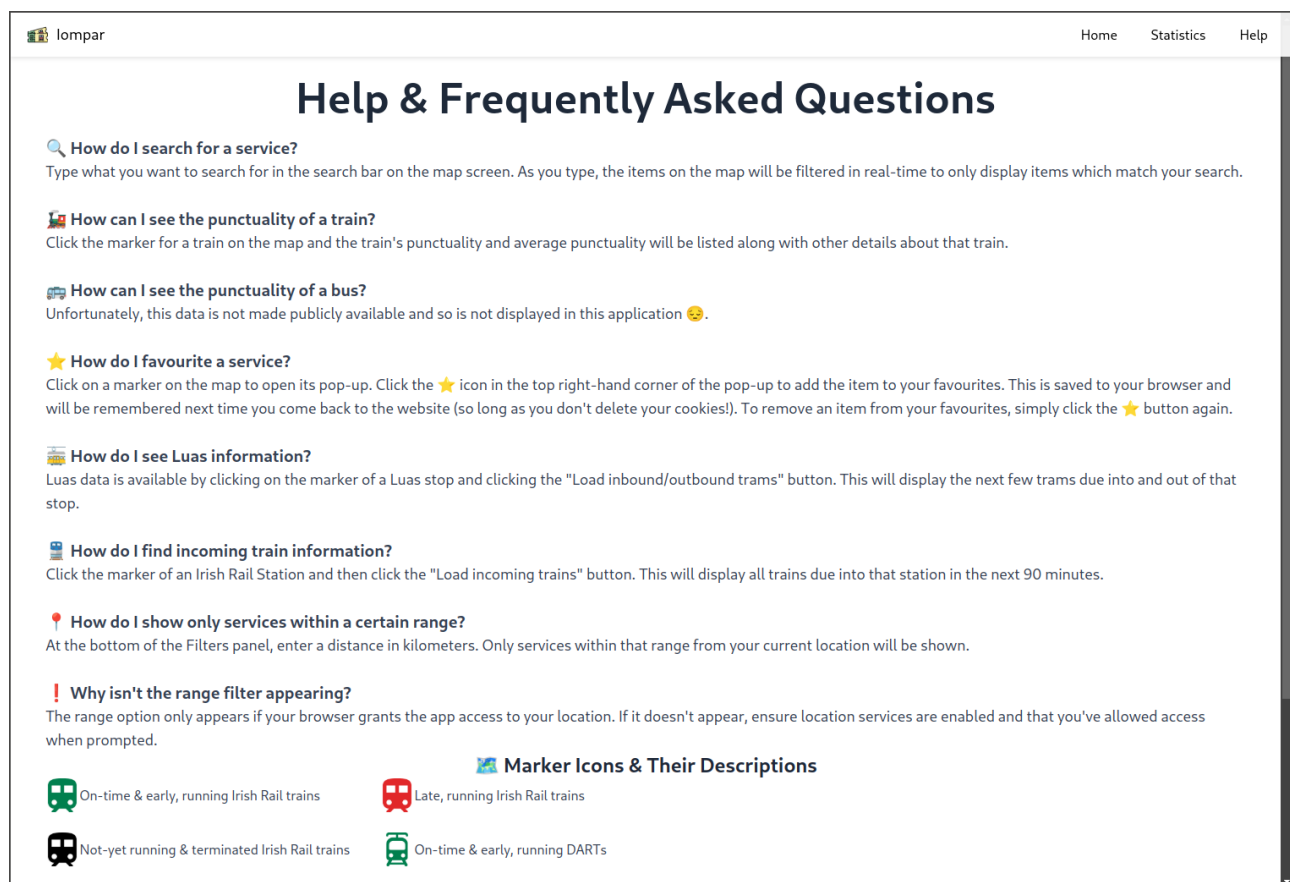 Iompar
Home Statistics Help
Help & Frequently Asked Questions
🔍 How do I search for a service?
Type what you want to search for in the search bar on the map screen. As you type, the items on the map will be filtered in real-time to only display items which match your search.
🚂 How can I see the punctuality of a train?
Click the marker for a train on the map and the train's punctuality and average punctuality will be listed along with other details about that train.
🚌 How can I see the punctuality of a bus?
Unfortunately, this data is not made publicly available and so is not displayed in this application 😔.
⭐ How do I favourite a service?
Click on a marker on the map to open its pop-up. Click the ⭐ icon in the top right-hand corner of the pop-up to add the item to your favourites. This is saved to your browser and
will be remembered next time you come back to the website (so long as you don't delete your cookies!). To remove an item from your favourites, simply click the ⭐ button again.
🚋 How do I see Luas information?
Luas data is available by clicking on the marker of a Luas stop and clicking the "Load inbound/outbound trams" button. This will display the next few trams due into and out of that
stop.
🚆 How do I find incoming train information?
Click the marker of an Irish Rail Station and then click the "Load incoming trains" button. This will display all trains due into that station in the next 90 minutes.
📍 How do I show only services within a certain range?
At the bottom of the Filters panel, enter a distance in kilometers. Only services within that range from your current location will be shown.
❗ Why isn't the range filter appearing?
The range option only appears if your browser grants the app access to your location. If it doesn't appear, ensure location services are enabled and that you've allowed access
when prompted.
🗺️ Marker Icons & Their Descriptions
On-time & early, running Irish Rail trains
Late, running Irish Rail trains
Not-yet running & terminated Irish Rail trains
On-time & early, running DARTs